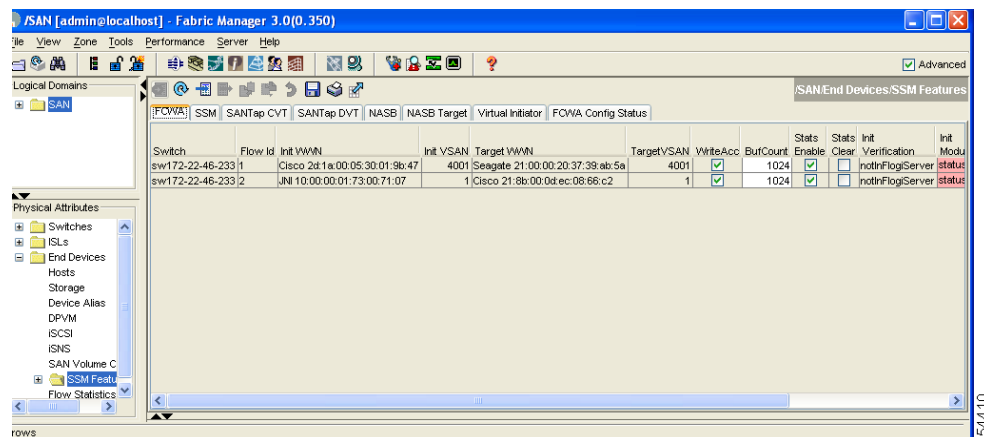 /SAN [admin@localhost] - Fabric Manager 3.0(0.350)
File View Zone Tools Performance Server Help
Advanced
Logical Domains
SAN
/SAN/End Devices/SSM Features
FCWA SSM SANTap CVT SANTap DVT NASB NASB Target Virtual Initiator FCWA Config Status
Stats Stats Init Init
Switch Flow Id Init WWN Init VSAN Target WWN TargetVSAN WriteAcc BufCount Enable Clear Verification Modu
sw172-22-46-233 1 Cisco 2d:1a:00:05:30:01:9b:47 4001 Seagate 21:00:00:20:37:39:ab:5a 4001 1024 notInFlogiServer status
sw172-22-46-233 2 JNI 10:00:00:01:73:00:71:07 1 Cisco 21:8b:00:0d:ec:08:66:c2 1 1024 notInFlogiServer status
Physical Attributes
Switches
ISLs
End Devices
Hosts
Storage
Device Alias
DPVM
iSCSI
iSNS
SAN Volume C
SSM Featu
Flow Statistics
rows